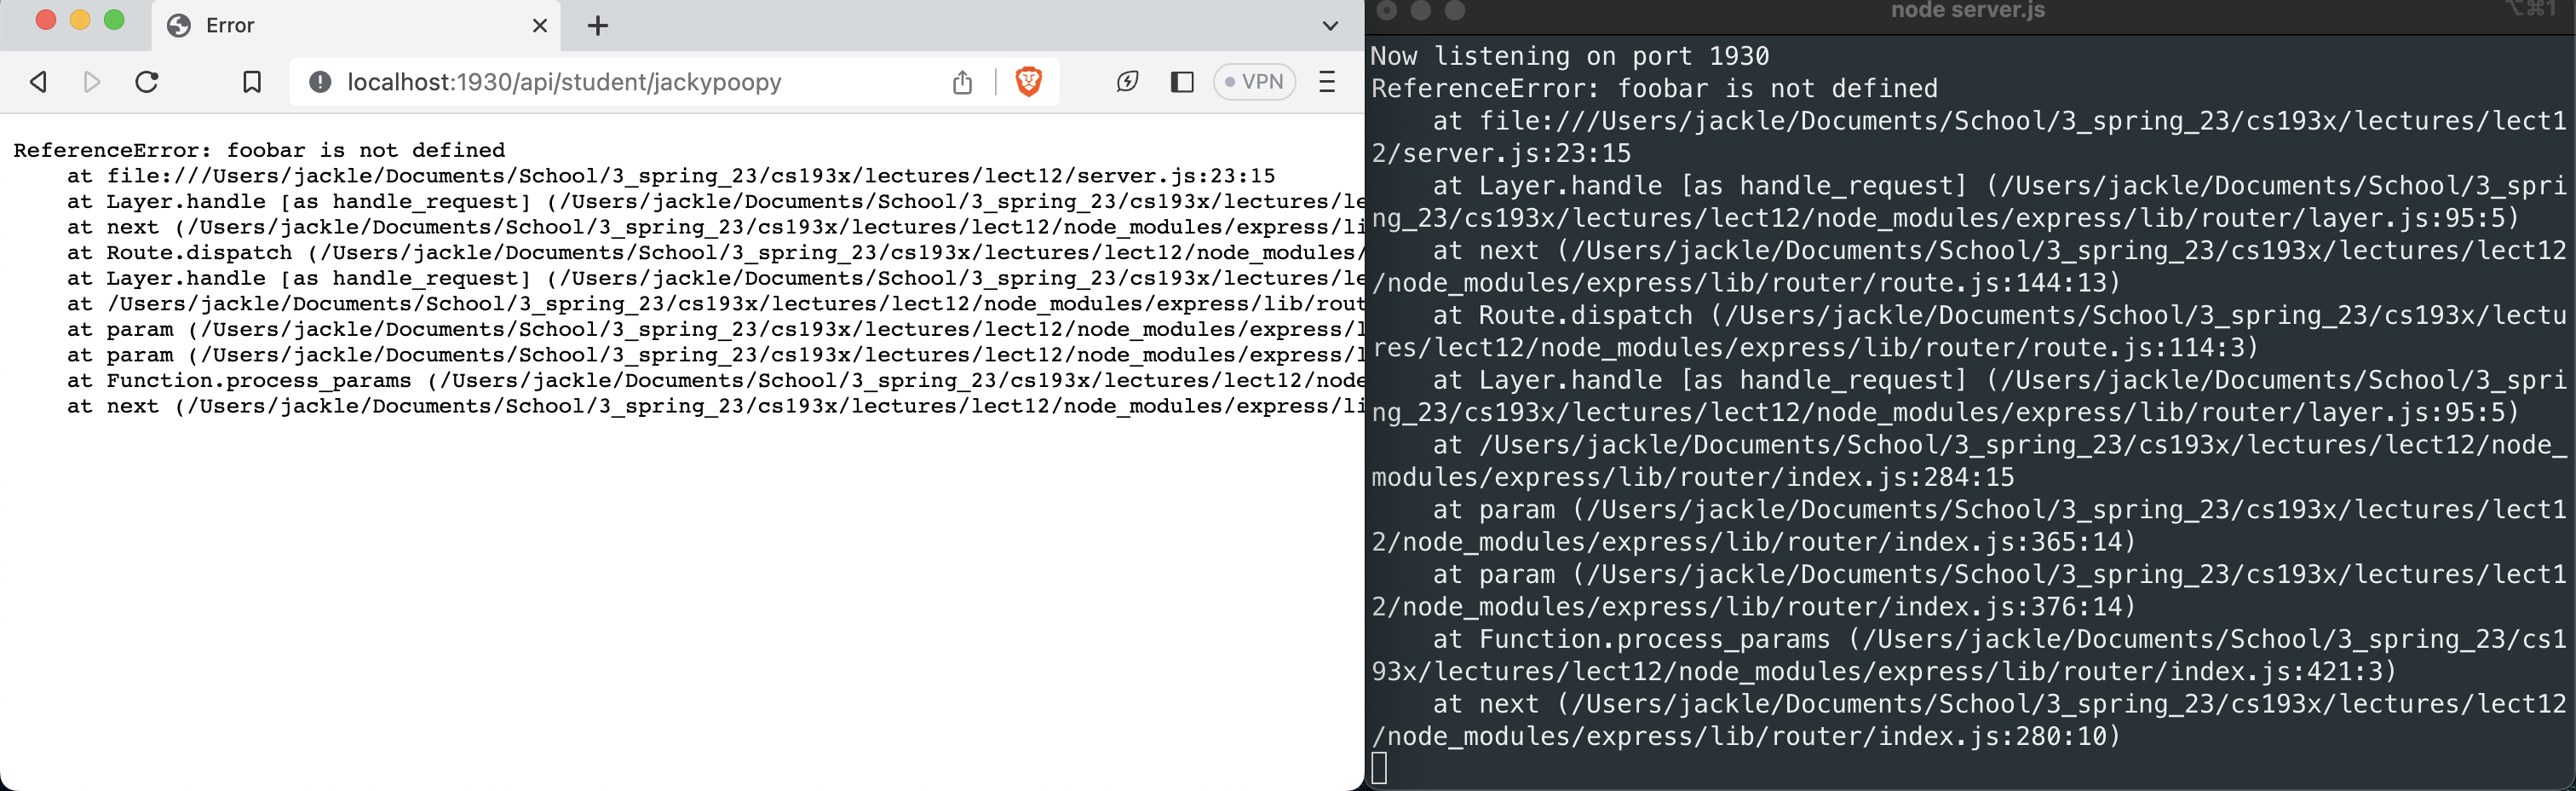 Error
localhost:1930/api/student/jackypoopy
VPN
ReferenceError: foobar is not defined
at file:///Users/jackle/Documents/School/3_spring_23/cs193x/lectures/lect12/server.js:23:15
at Layer.handle [as handle_request] (/Users/jackle/Documents/School/3_spring_23/cs193x/lectures/le
at next (/Users/jackle/Documents/School/3_spring_23/cs193x/lectures/lect12/node_modules/express/li
at Route.dispatch (/Users/jackle/Documents/School/3_spring_23/cs193x/lectures/lect12/node_modules/
at Layer.handle [as handle_request] (/Users/jackle/Documents/School/3_spring_23/cs193x/lectures/le
at /Users/jackle/Documents/School/3_spring_23/cs193x/lectures/lect12/node_modules/express/lib/rout
at param (/Users/jackle/Documents/School/3_spring_23/cs193x/lectures/lect12/node_modules/express/l
at param (/Users/jackle/Documents/School/3_spring_23/cs193x/lectures/lect12/node_modules/express/l
at Function.process_params (/Users/jackle/Documents/School/3_spring_23/cs193x/lectures/lect12/node
at next (/Users/jackle/Documents/School/3_spring_23/cs193x/lectures/lect12/node_modules/express/li
node server.js
⌥⌘1
Now listening on port 1930
ReferenceError: foobar is not defined
at file:///Users/jackle/Documents/School/3_spring_23/cs193x/lectures/lect1
2/server.js:23:15
at Layer.handle [as handle_request] (/Users/jackle/Documents/School/3_spri
ng_23/cs193x/lectures/lect12/node_modules/express/lib/router/layer.js:95:5)
at next (/Users/jackle/Documents/School/3_spring_23/cs193x/lectures/lect12
/node_modules/express/lib/router/route.js:144:13)
at Route.dispatch (/Users/jackle/Documents/School/3_spring_23/cs193x/lectu
res/lect12/node_modules/express/lib/router/route.js:114:3)
at Layer.handle [as handle_request] (/Users/jackle/Documents/School/3_spri
ng_23/cs193x/lectures/lect12/node_modules/express/lib/router/layer.js:95:5)
at /Users/jackle/Documents/School/3_spring_23/cs193x/lectures/lect12/node_
modules/express/lib/router/index.js:284:15
at param (/Users/jackle/Documents/School/3_spring_23/cs193x/lectures/lect1
2/node_modules/express/lib/router/index.js:365:14)
at param (/Users/jackle/Documents/School/3_spring_23/cs193x/lectures/lect1
2/node_modules/express/lib/router/index.js:376:14)
at Function.process_params (/Users/jackle/Documents/School/3_spring_23/cs1
93x/lectures/lect12/node_modules/express/lib/router/index.js:421:3)
at next (/Users/jackle/Documents/School/3_spring_23/cs193x/lectures/lect12
/node_modules/express/lib/router/index.js:280:10)